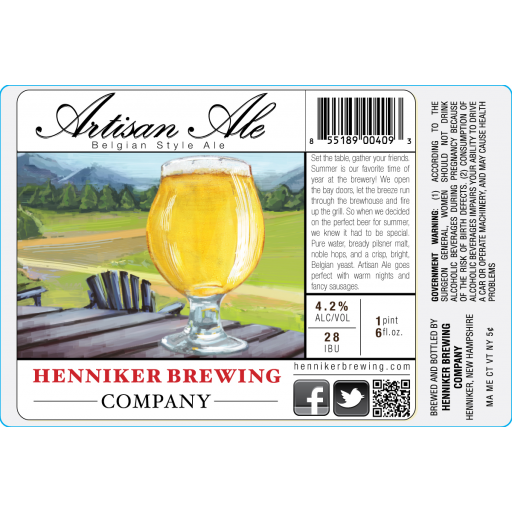 Artisan Ale
Belgian Style Ale
8 55189 00409 3
Set the table, gather your friends.
Summer is our favorite time of
year at the brewery! We open
the bay doors, let the breeze run
through the brewhouse and fire
up the grill. So when we decided
on the perfect beer for summer,
we knew it had to be special.
Pure water, bready pilsner malt,
noble hops, and a crisp, bright,
Belgian yeast. Artisan Ale goes
perfect with warm nights and
fancy sausages.
4.2%
ALC/VOL
28
IBU
1pint
6fl.oz.
HENNIKER BREWING
COMPANY
hennikerbrewing.com
f
GOVERNMENT WARNING: (1) ACCORDING TO THE
SURGEON GENERAL, WOMEN SHOULD NOT DRINK
ALCOHOLIC BEVERAGES DURING PREGNANCY BECAUSE
OF THE RISK OF BIRTH DEFECTS. (2) CONSUMPTION OF
ALCOHOLIC BEVERAGES IMPAIRS YOUR ABILITY TO DRIVE
A CAR OR OPERATE MACHINERY, AND MAY CAUSE HEALTH
PROBLEMS
BREWED AND BOTTLED BY
HENNIKER BREWING
COMPANY
HENNIKER, NEW HAMPSHIRE
MA ME CT VT NY 5¢